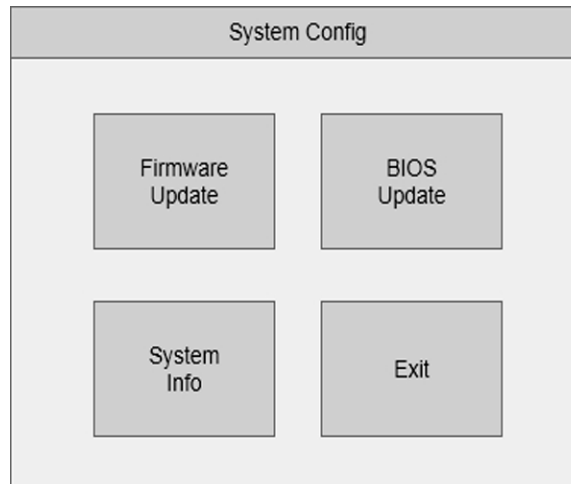 System Config
Firmware
Update
BIOS
Update
System
Info
Exit